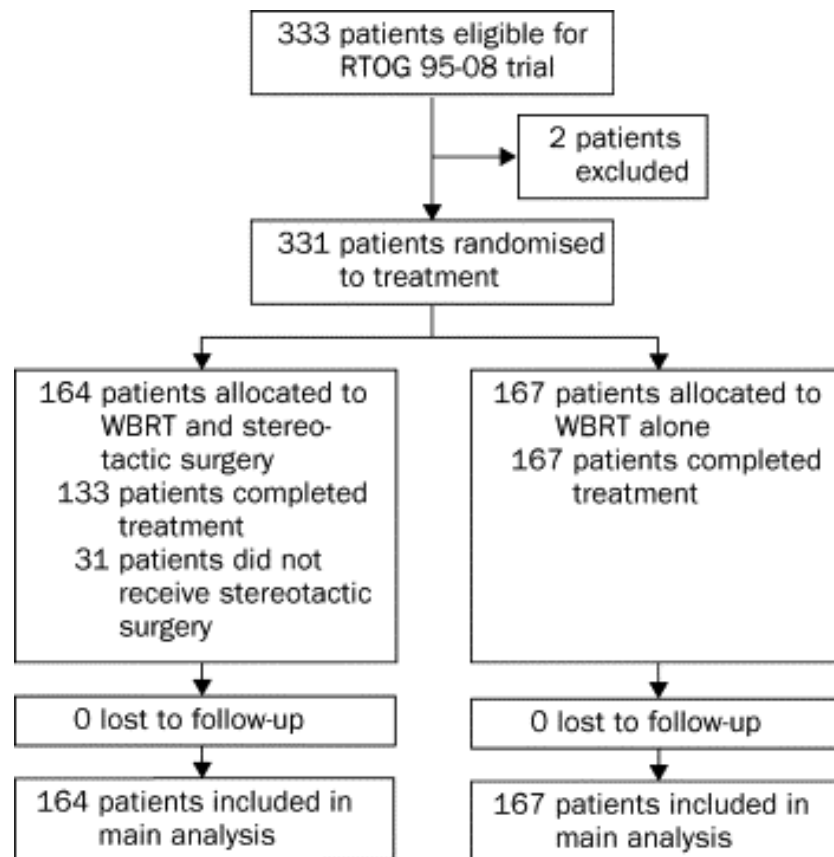 333 patients eligible for
RTOG 95-08 trial
2 patients
excluded
331 patients randomised
to treatment
164 patients allocated to
WBRT and stereo-
tactic surgery
133 patients completed
treatment
31 patients did not
receive stereotactic
surgery
167 patients allocated to
WBRT alone
167 patients completed
treatment
0 lost to follow-up
0 lost to follow-up
164 patients included in
main analysis
167 patients included in
main analysis